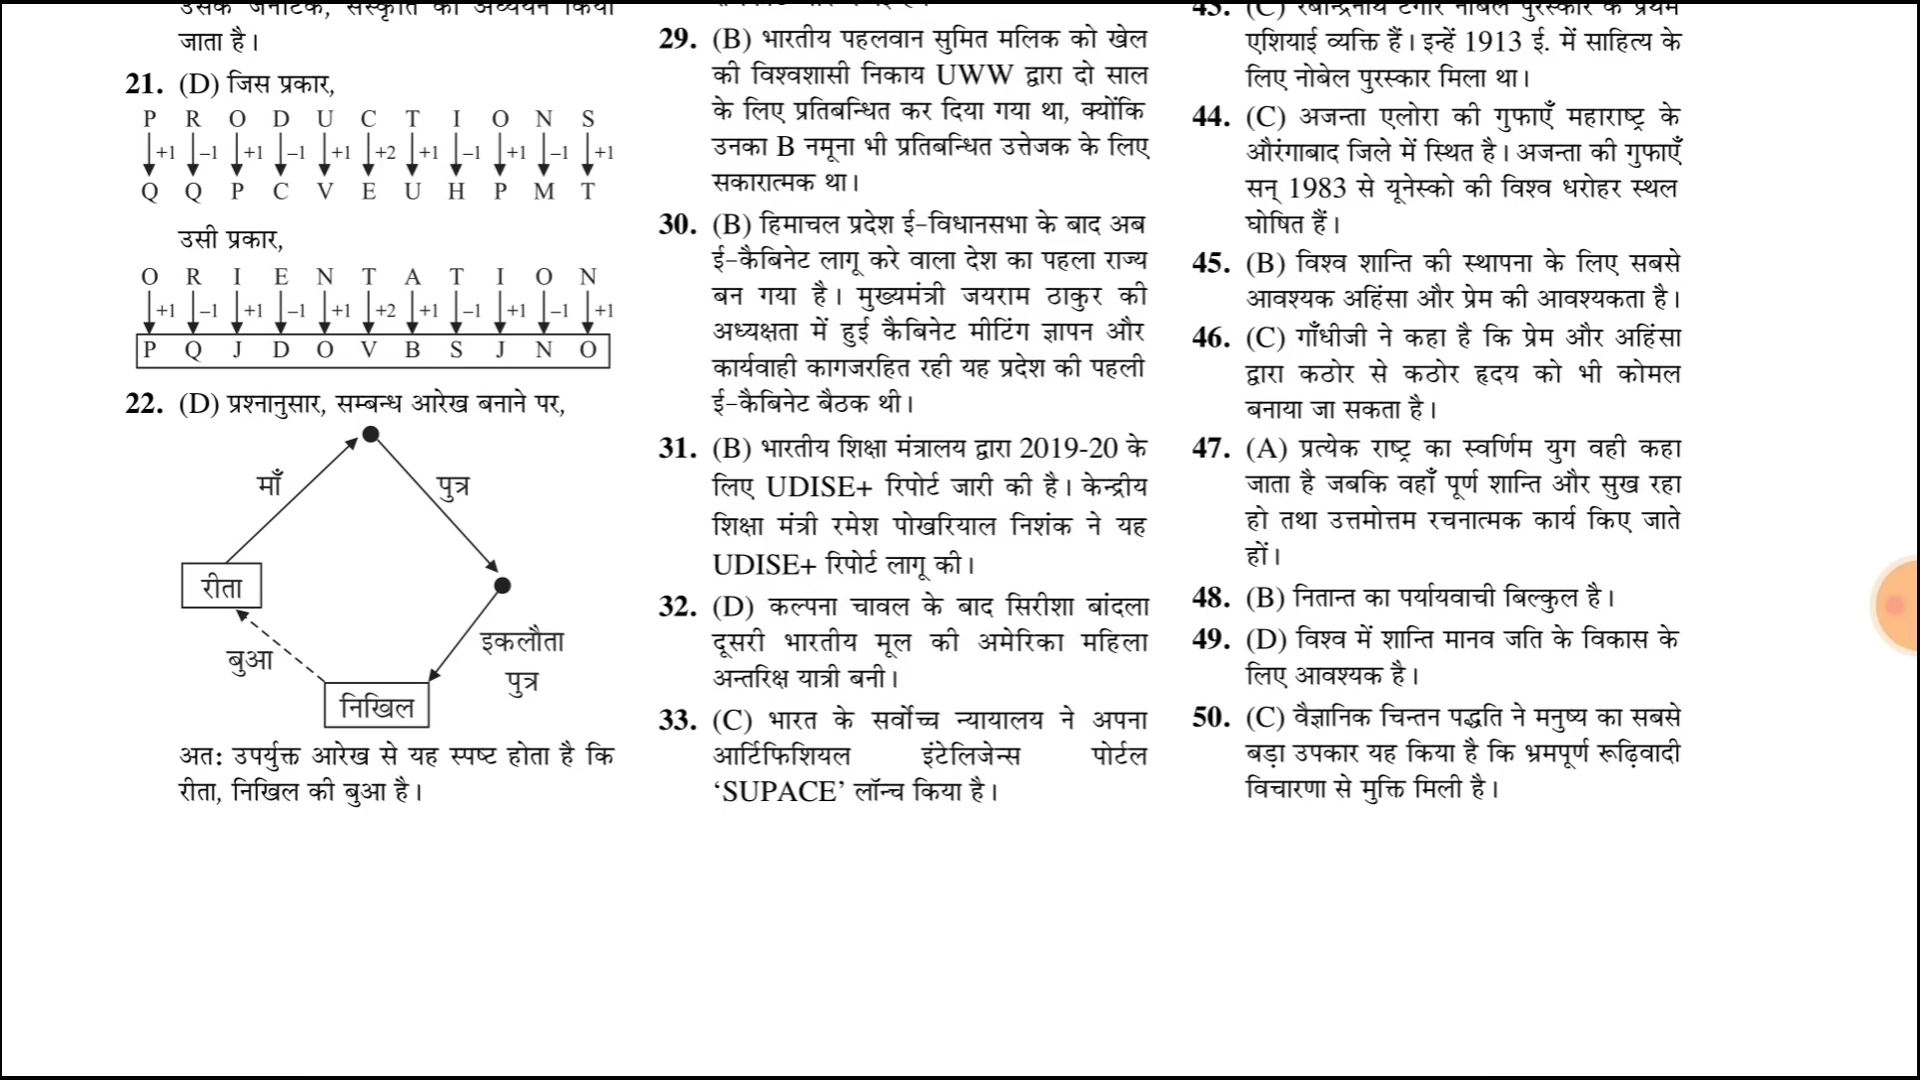 जाता है।
21. (D) जिस प्रकार,
P R O D U C T I O N S
+1 –1 +1 –1 +1 +2 +1 –1 +1 –1 +1
Q Q P C V E U H P M T
उसी प्रकार,
O R I E N T A T I O N
+1 –1 +1 –1 +1 +2 +1 –1 +1 –1 +1
P Q J D O V B S J N O
22. (D) प्रश्नानुसार, सम्बन्ध आरेख बनाने पर,
माँ
पुत्र
रीता
बुआ
इकलौता
पुत्र
निखिल
अतः उपर्युक्त आरेख से यह स्पष्ट होता है कि
रीता, निखिल की बुआ है।
29. (B) भारतीय पहलवान सुमित मलिक को खेल
की विश्वशासी निकाय UWW द्वारा दो साल
के लिए प्रतिबन्धित कर दिया गया था, क्योंकि
उनका B नमूना भी प्रतिबन्धित उत्तेजक के लिए
सकारात्मक था।
30. (B) हिमाचल प्रदेश ई-विधानसभा के बाद अब
ई-कैबिनेट लागू करे वाला देश का पहला राज्य
बन गया है। मुख्यमंत्री जयराम ठाकुर की
अध्यक्षता में हुई कैबिनेट मीटिंग ज्ञापन और
कार्यवाही कागजरहित रही यह प्रदेश की पहली
ई-कैबिनेट बैठक थी।
31. (B) भारतीय शिक्षा मंत्रालय द्वारा 2019-20 के
लिए UDISE+ रिपोर्ट जारी की है। केन्द्रीय
शिक्षा मंत्री रमेश पोखरियाल निशंक ने यह
UDISE+ रिपोर्ट लागू की।
32. (D) कल्पना चावल के बाद सिरीशा बांदला
दूसरी भारतीय मूल की अमेरिका महिला
अन्तरिक्ष यात्री बनी।
33. (C) भारत के सर्वोच्च न्यायालय ने अपना
आर्टिफिशियल इंटेलिजेन्स पोर्टल
‘SUPACE’ लॉन्च किया है।
43. (C) रबीन्द्रनाथ टैगोर नोबेल पुरस्कार के प्रथम
एशियाई व्यक्ति हैं। इन्हें 1913 ई. में साहित्य के
लिए नोबेल पुरस्कार मिला था।
44. (C) अजन्ता एलोरा की गुफाएँ महाराष्ट्र के
औरंगाबाद जिले में स्थित है। अजन्ता की गुफाएँ
सन् 1983 से यूनेस्को की विश्व धरोहर स्थल
घोषित हैं।
45. (B) विश्व शान्ति की स्थापना के लिए सबसे
आवश्यक अहिंसा और प्रेम की आवश्यकता है।
46. (C) गाँधीजी ने कहा है कि प्रेम और अहिंसा
द्वारा कठोर से कठोर हृदय को भी कोमल
बनाया जा सकता है।
47. (A) प्रत्येक राष्ट्र का स्वर्णिम युग वही कहा
जाता है जबकि वहाँ पूर्ण शान्ति और सुख रहा
हो तथा उत्तमोत्तम रचनात्मक कार्य किए जाते
हों।
48. (B) नितान्त का पर्यायवाची बिल्कुल है।
49. (D) विश्व में शान्ति मानव जति के विकास के
लिए आवश्यक है।
50. (C) वैज्ञानिक चिन्तन पद्धति ने मनुष्य का सबसे
बड़ा उपकार यह किया है कि भ्रमपूर्ण रूढ़िवादी
विचारणा से मुक्ति मिली है।